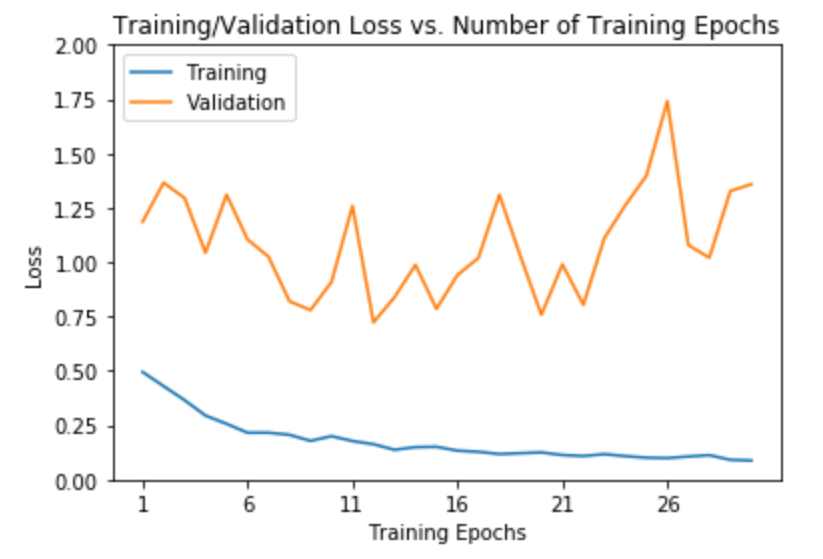 Training/Validation Loss vs. Number of Training Epochs
2.00
1.75
1.50
1.25
1.00
0.75
0.50
0.25
0.00
Loss
Training
Validation
1 6 11 16 21 26
Training Epochs